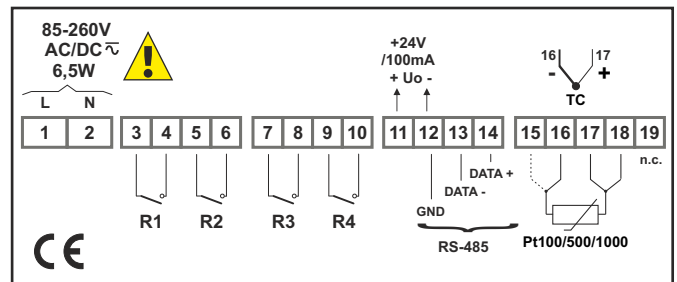 85-260V
AC/DC
6,5W
L N
+24V
/100mA
+ Uo -
16 17
- +
TC
1 2 3 4 5 6 7 8 9 10 11 12 13 14 15 16 17 18 19
n.c.
DATA +
DATA -
GND
R1 R2 R3 R4
RS-485
Pt100/500/1000
CE